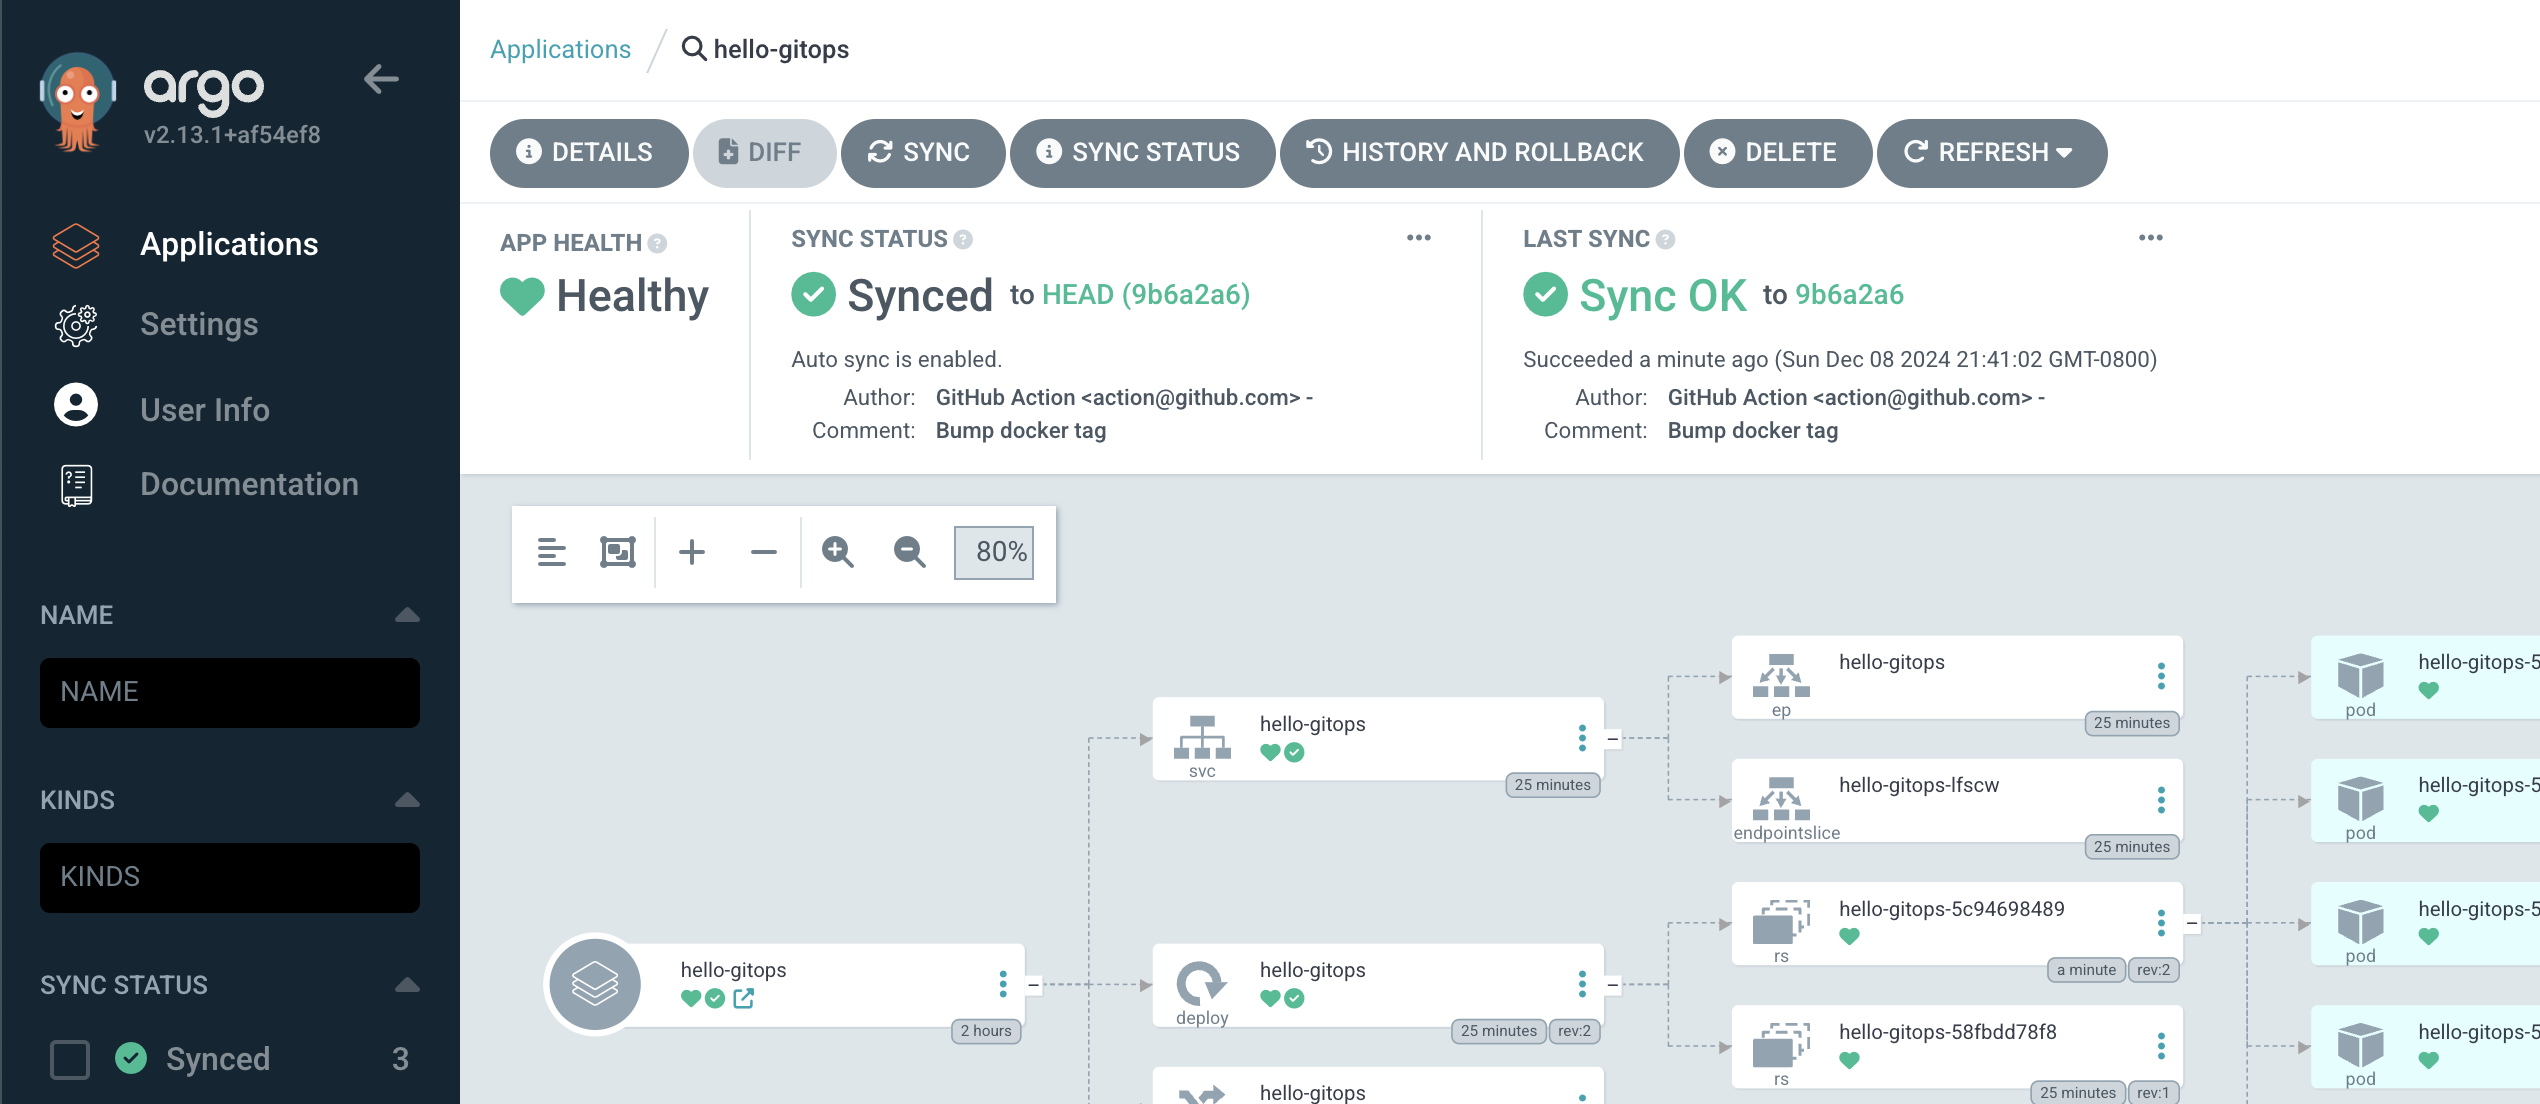 argo
v2.13.1+af54ef8
Applications
Settings
User Info
Documentation
NAME
NAME
KINDS
KINDS
SYNC STATUS
Synced 3
Applications / hello-gitops
DETAILS DIFF SYNC SYNC STATUS HISTORY AND ROLLBACK DELETE REFRESH
APP HEALTH
Healthy
SYNC STATUS
Synced to HEAD (9b6a2a6)
Auto sync is enabled.
Author: GitHub Action <action@github.com> -
Comment: Bump docker tag
LAST SYNC
Sync OK to 9b6a2a6
Succeeded a minute ago (Sun Dec 08 2024 21:41:02 GMT-0800)
Author: GitHub Action <action@github.com> -
Comment: Bump docker tag
80%
hello-gitops
2 hours
hello-gitops
svc
25 minutes
hello-gitops
deploy
25 minutes rev:2
hello-gitops
hello-gitops
ep
25 minutes
hello-gitops-lfscw
endpointslice
25 minutes
hello-gitops-5c94698489
rs
a minute rev:2
hello-gitops-58fbdd78f8
rs
25 minutes rev:1
hello-gitops-5
pod
hello-gitops-5
pod
hello-gitops-5
pod
hello-gitops-5
pod